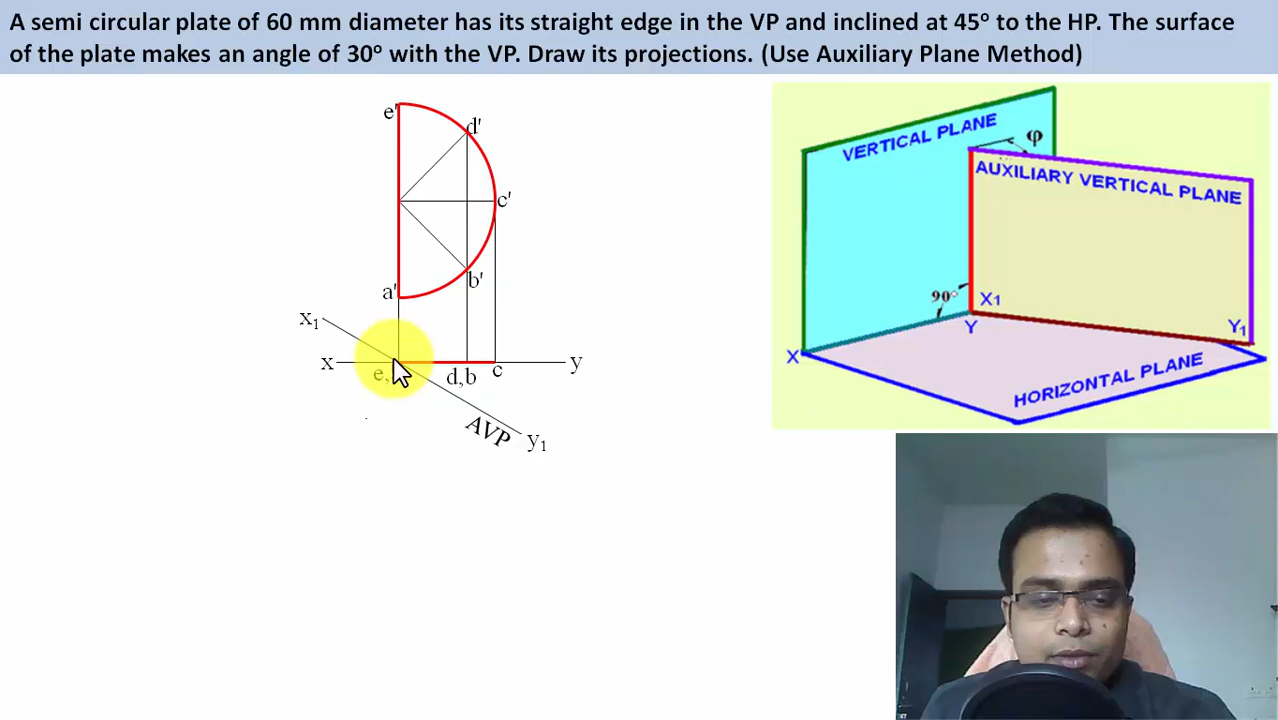 A semi circular plate of 60 mm diameter has its straight edge in the VP and inclined at 45º to the HP. The surface
of the plate makes an angle of 30º with the VP. Draw its projections. (Use Auxiliary Plane Method)
e'
d'
c'
b'
a'
x₁
x
y
e,
d,b
c
AVP
y₁
VERTICAL PLANE
φ
AUXILIARY VERTICAL PLANE
90°
X₁
Y
Y₁
X
HORIZONTAL PLANE